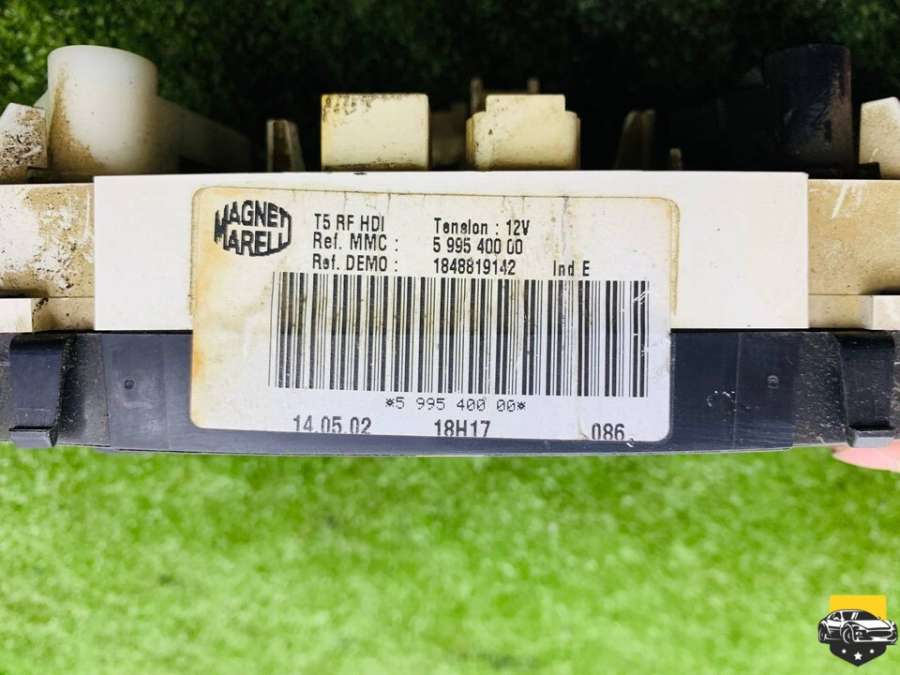 MAGNETI
MARELLI
T5 RF HDI Tension : 12V
Ref. MMC : 5 995 400 00
Ref. DEMO : 1848819142 Ind E
*5 995 400 00*
14.05.02 18H17 086